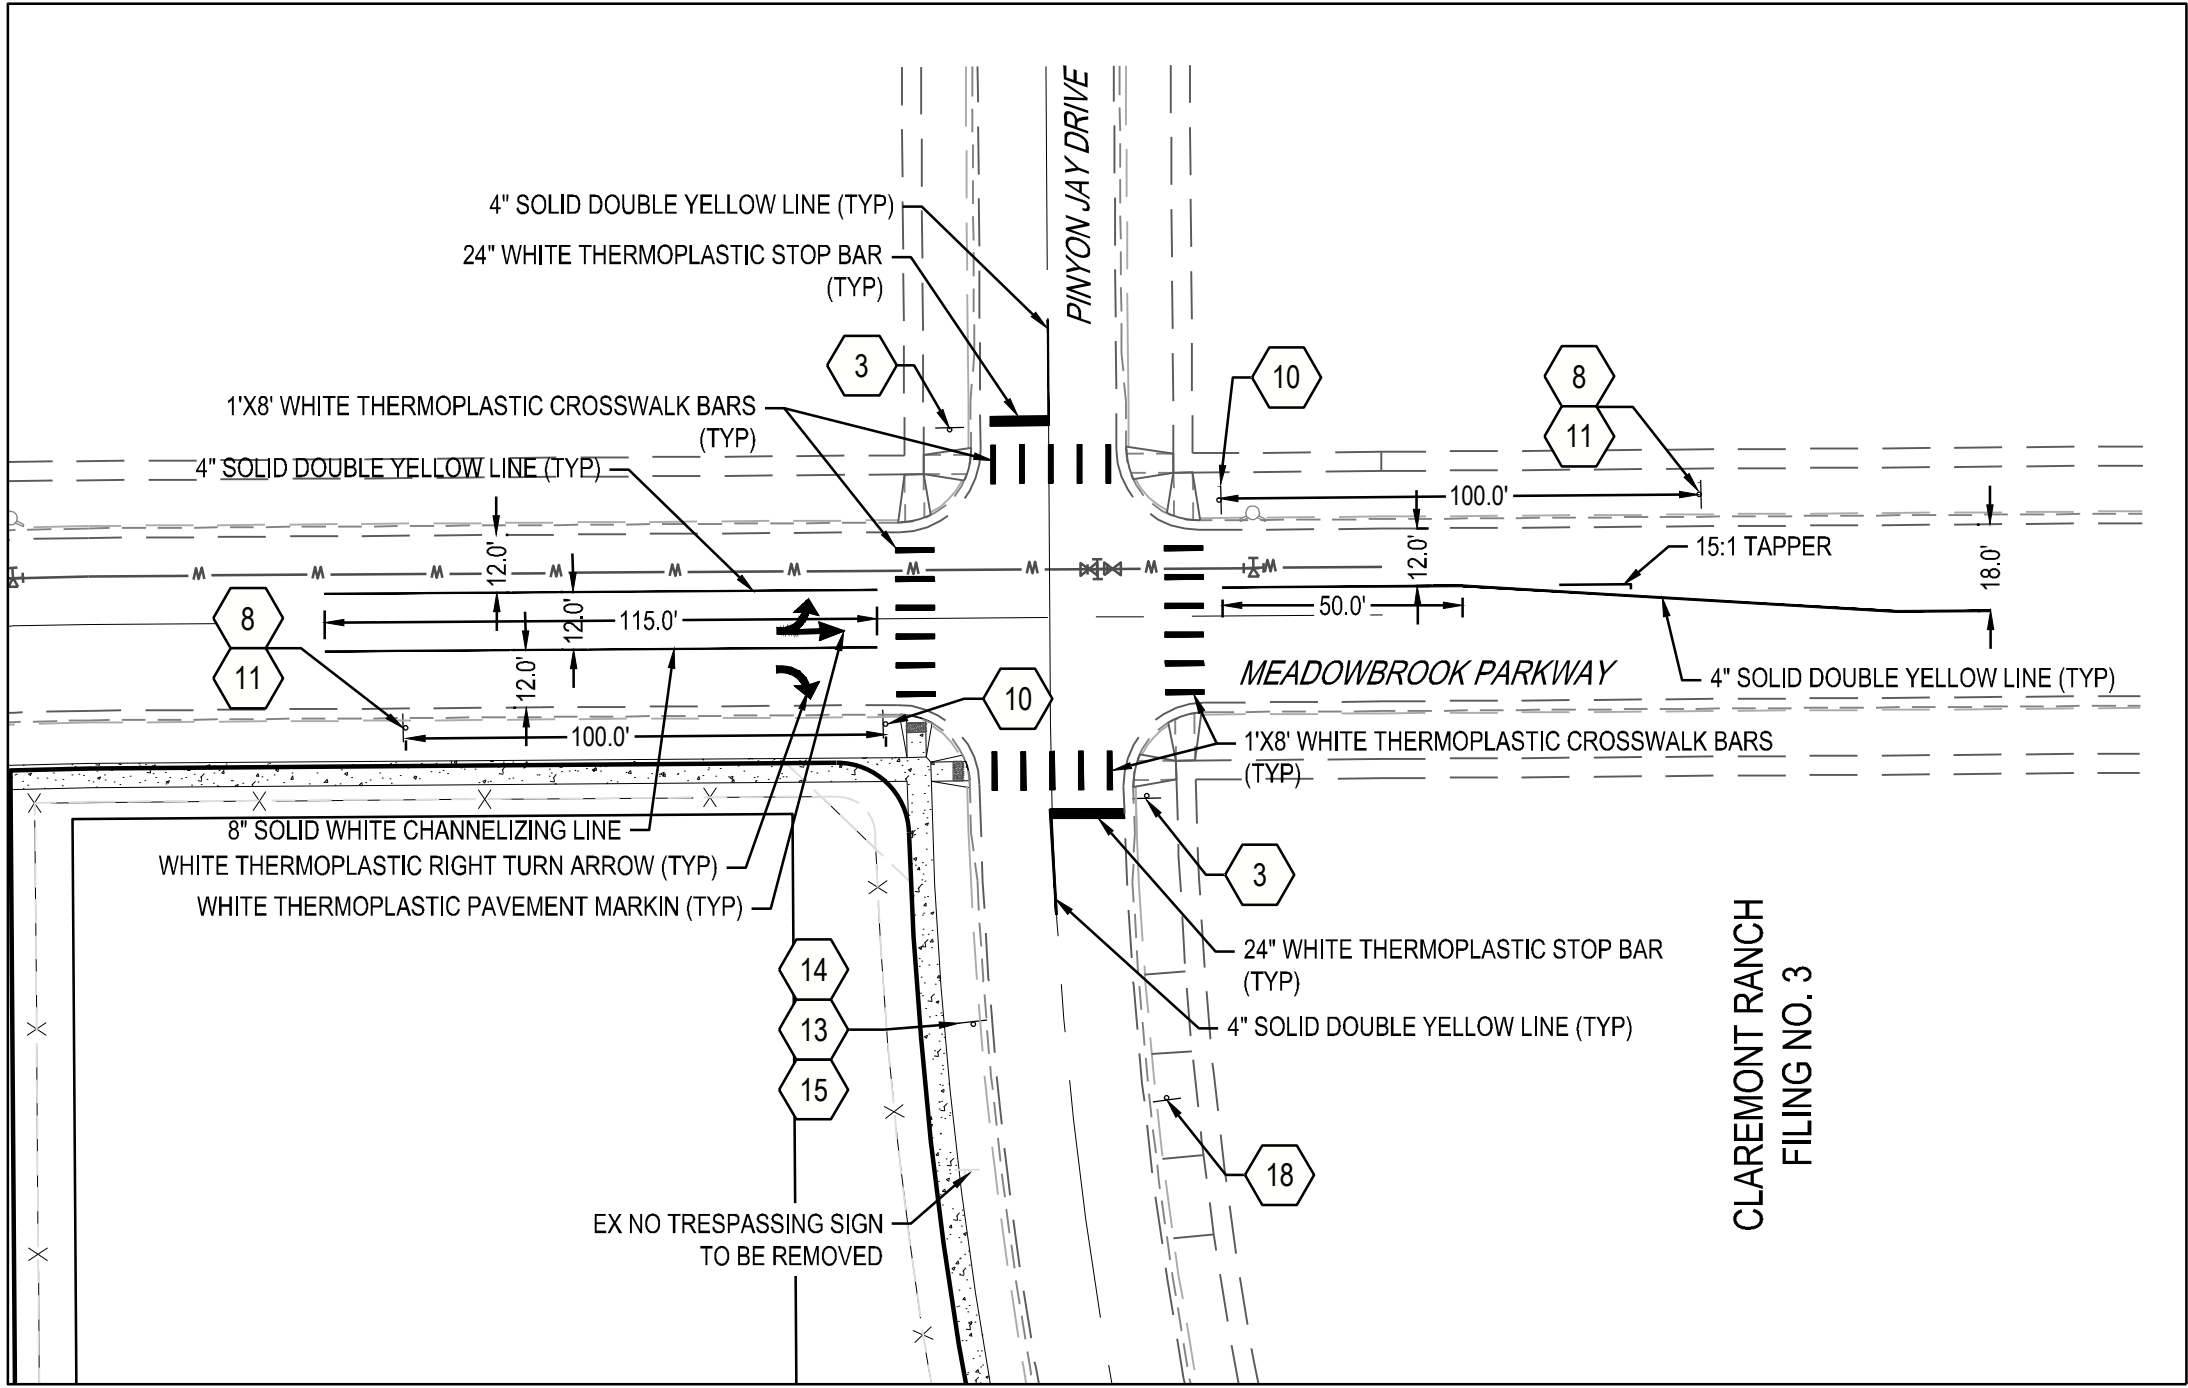 PINYON JAY DRIVE
4" SOLID DOUBLE YELLOW LINE (TYP)
24" WHITE THERMOPLASTIC STOP BAR
(TYP)
3
10
8
11
1'X8' WHITE THERMOPLASTIC CROSSWALK BARS
(TYP)
4" SOLID DOUBLE YELLOW LINE (TYP)
100.0'
12.0'
12.0'
15:1 TAPPER
18.0'
W W W W W W W W W W
8
11
115.0'
12.0'
12.0'
50.0'
MEADOWBROOK PARKWAY
4" SOLID DOUBLE YELLOW LINE (TYP)
10
100.0'
1'X8' WHITE THERMOPLASTIC CROSSWALK BARS
(TYP)
8" SOLID WHITE CHANNELIZING LINE
WHITE THERMOPLASTIC RIGHT TURN ARROW (TYP)
WHITE THERMOPLASTIC PAVEMENT MARKIN (TYP)
3
24" WHITE THERMOPLASTIC STOP BAR
(TYP)
4" SOLID DOUBLE YELLOW LINE (TYP)
14
13
15
18
EX NO TRESPASSING SIGN
TO BE REMOVED
CLAREMONT RANCH
FILING NO. 3